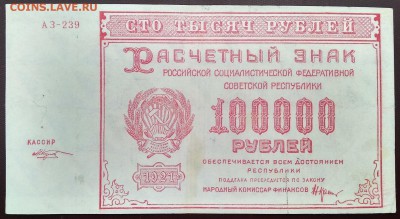 COINS.LAVE.RU
СТО ТЫСЯЧ РУБЛЕЙ
АЗ-239
РАСЧЕТНЫЙ ЗНАК
РОССИЙСКОЙ СОЦИАЛИСТИЧЕСКОЙ ФЕДЕРАТИВНОЙ
СОВЕТСКОЙ РЕСПУБЛИКИ
100000
РУБЛЕЙ
КАССИР
1921
ОБЕСПЕЧИВАЕТСЯ ВСЕМ ДОСТОЯНИЕМ
РЕСПУБЛИКИ
ПОДДЕЛКА ПРЕСЛЕДУЕТСЯ ПО ЗАКОНУ
НАРОДНЫЙ КОМИССАР ФИНАНСОВ